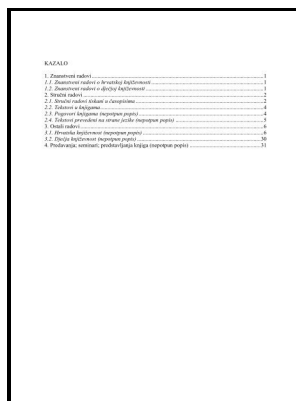 KAZALO
1. Znanstveni radovi ... 1
1.1. Znanstveni radovi o hrvatskoj književnosti ... 1
1.2. Znanstveni radovi o dječjoj književnosti ... 1
2. Stručni radovi ... 2
2.1. Stručni radovi tiskani u časopisima ... 2
2.2. Tekstovi u knjigama ... 4
2.3. Pogovori knjigama (nepotpun popis) ... 4
2.4. Tekstovi prevedeni na strane jezike (nepotpun popis) ... 5
3. Ostali radovi ... 6
3.1. Hrvatska književnost (nepotpun popis) ... 6
3.2. Dječja književnost (nepotpun popis) ... 30
4. Predavanja; seminari; predstavljanja knjiga (nepotpun popis) ... 31